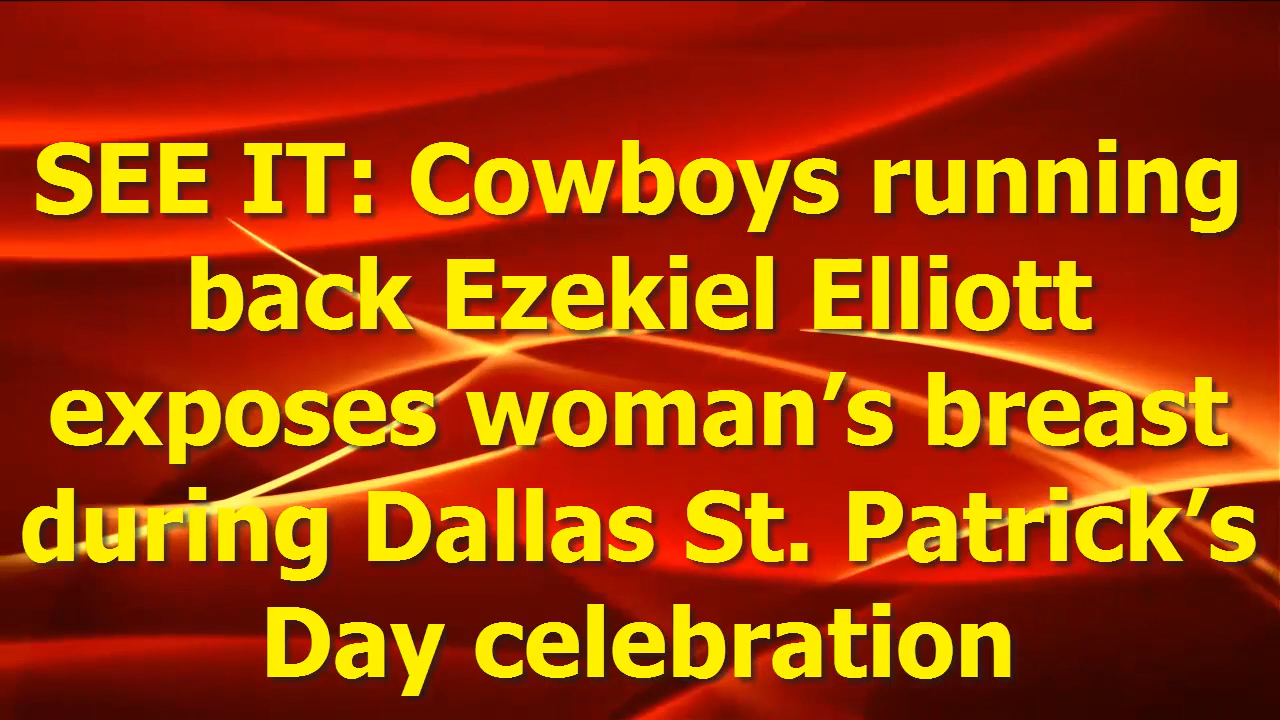 SEE IT: Cowboys running
back Ezekiel Elliott
exposes woman’s breast
during Dallas St. Patrick’s
Day celebration